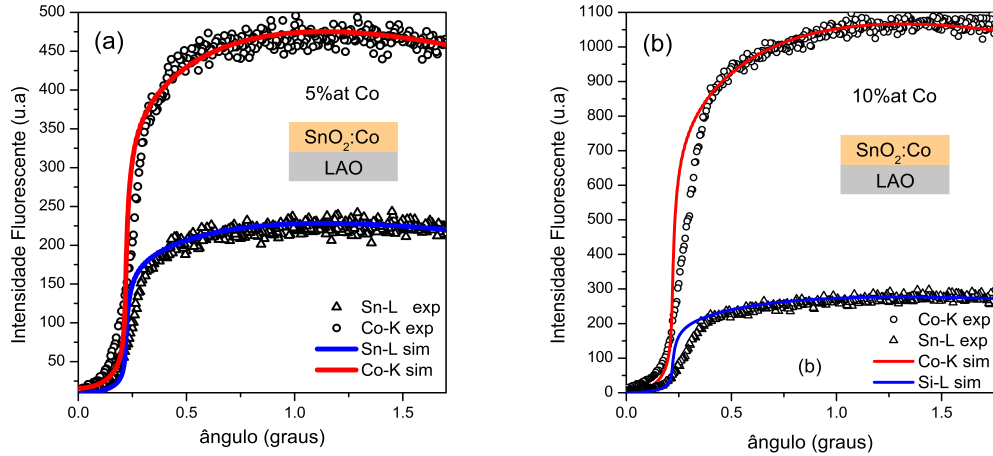 (a)
5%at Co
SnO2:Co
LAO
Sn-L exp
Co-K exp
Sn-L sim
Co-K sim
Intensidade Fluorescente (u.a)
500
450
400
350
300
250
200
150
100
50
0.0 0.5 1.0 1.5
ângulo (graus)
(b)
10%at Co
SnO2:Co
LAO
Co-K exp
Sn-L exp
Co-K sim
Si-L sim
(b)
Intensidade Fluorescente (u.a)
1100
1000
900
800
700
600
500
400
300
200
100
0
0.0 0.5 1.0 1.5
ângulo (graus)